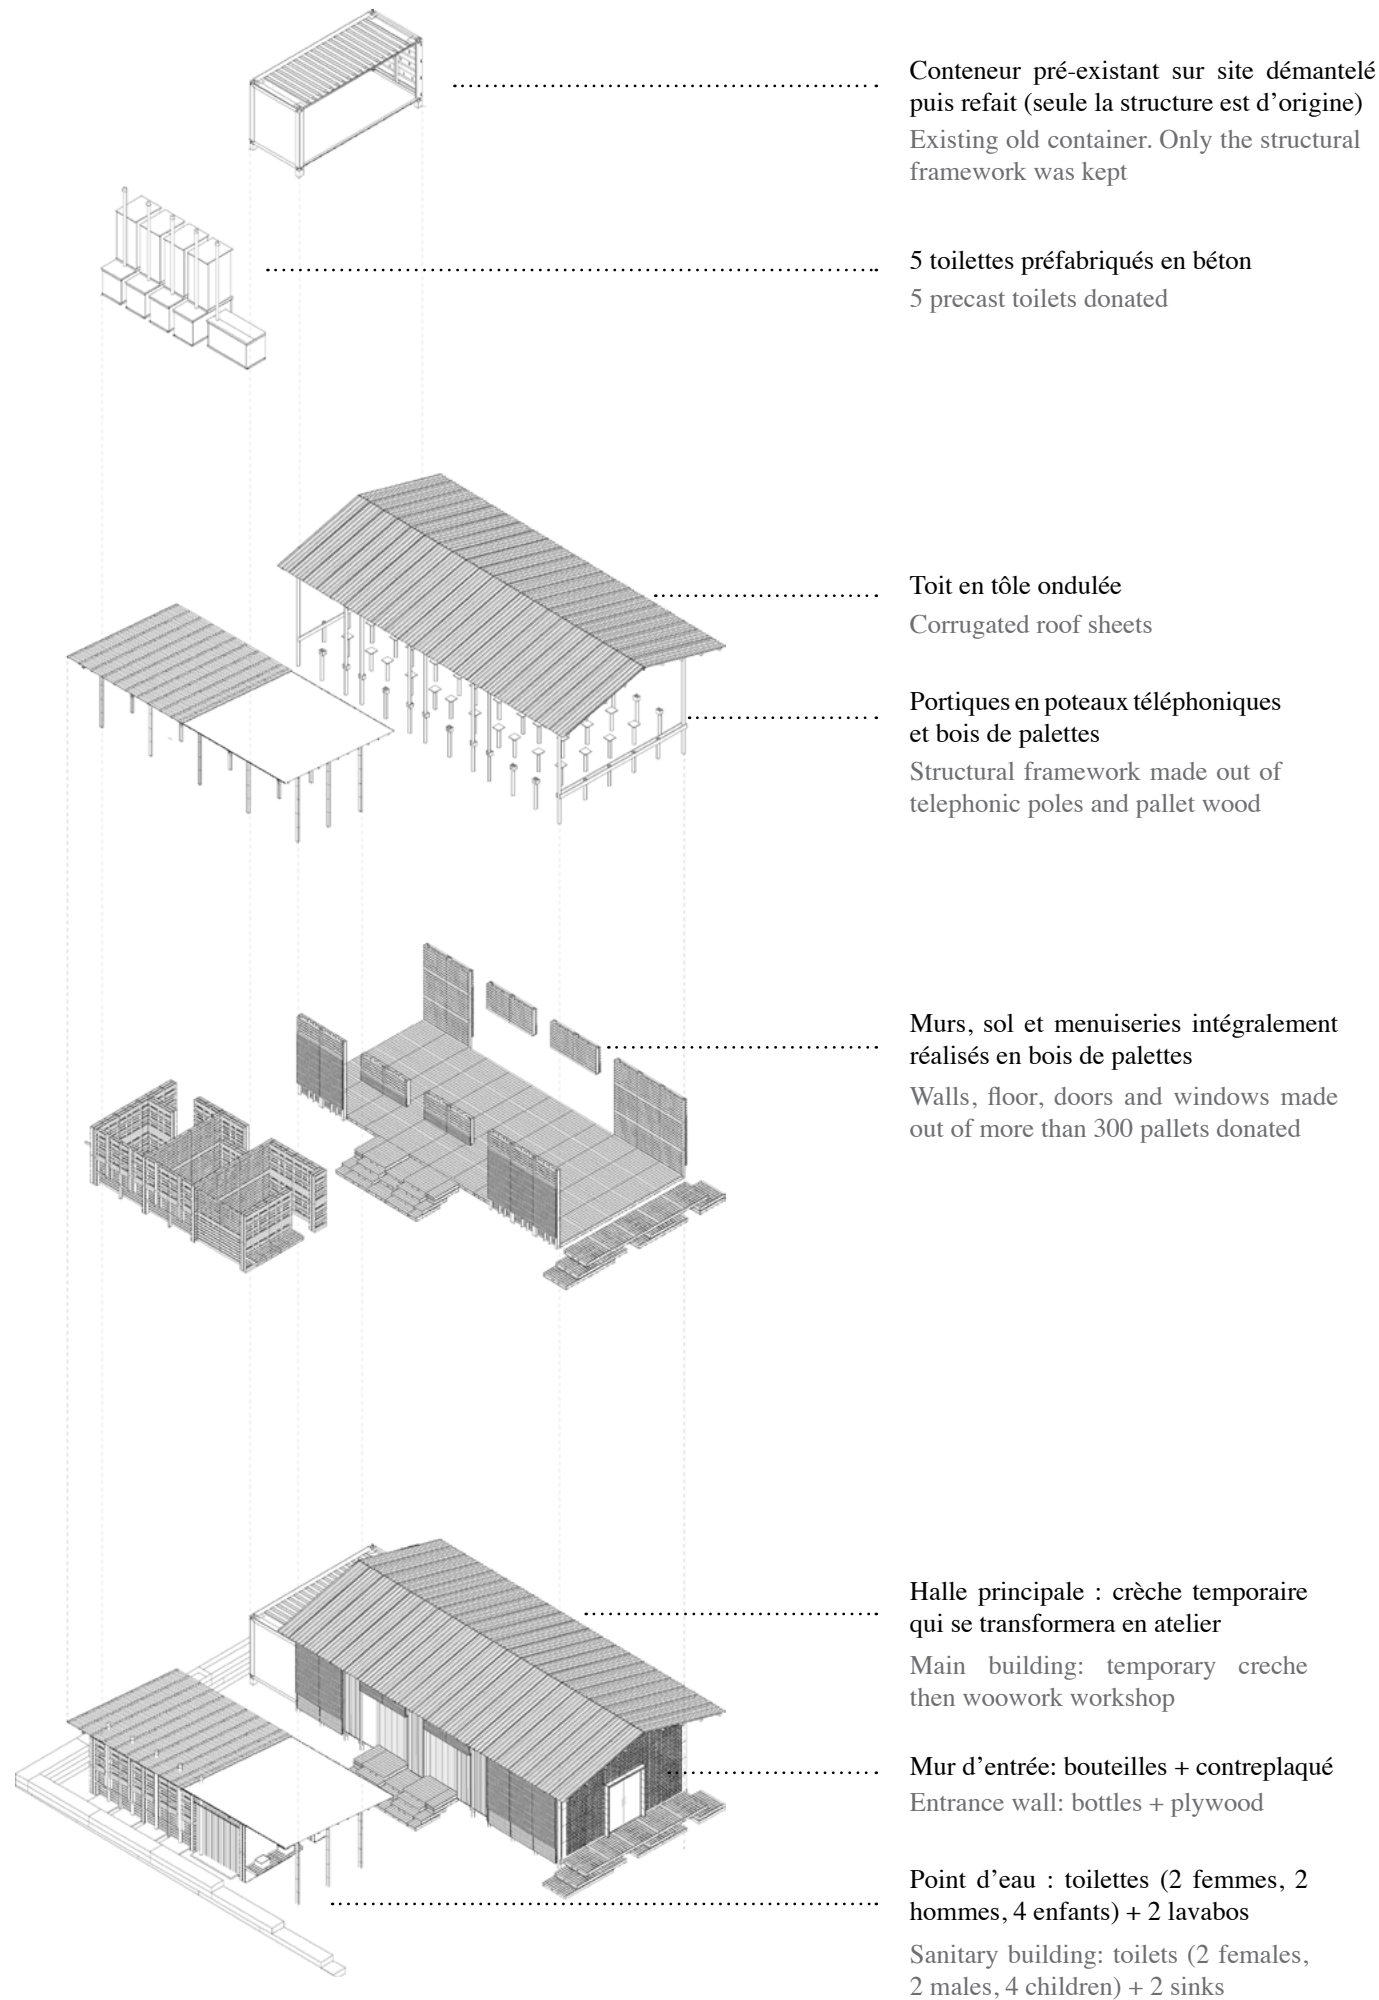 Conteneur pré-existant sur site démantelé
puis refait (seule la structure est d’origine)
Existing old container. Only the structural
framework was kept
5 toilettes préfabriqués en béton
5 precast toilets donated
Toit en tôle ondulée
Corrugated roof sheets
Portiques en poteaux téléphoniques
et bois de palettes
Structural framework made out of
telephonic poles and pallet wood
Murs, sol et menuiseries intégralement
réalisés en bois de palettes
Walls, floor, doors and windows made
out of more than 300 pallets donated
Halle principale : crèche temporaire
qui se transformera en atelier
Main building: temporary creche
then woowork workshop
Mur d’entrée: bouteilles + contreplaqué
Entrance wall: bottles + plywood
Point d’eau : toilettes (2 femmes, 2
hommes, 4 enfants) + 2 lavabos
Sanitary building: toilets (2 females,
2 males, 4 children) + 2 sinks